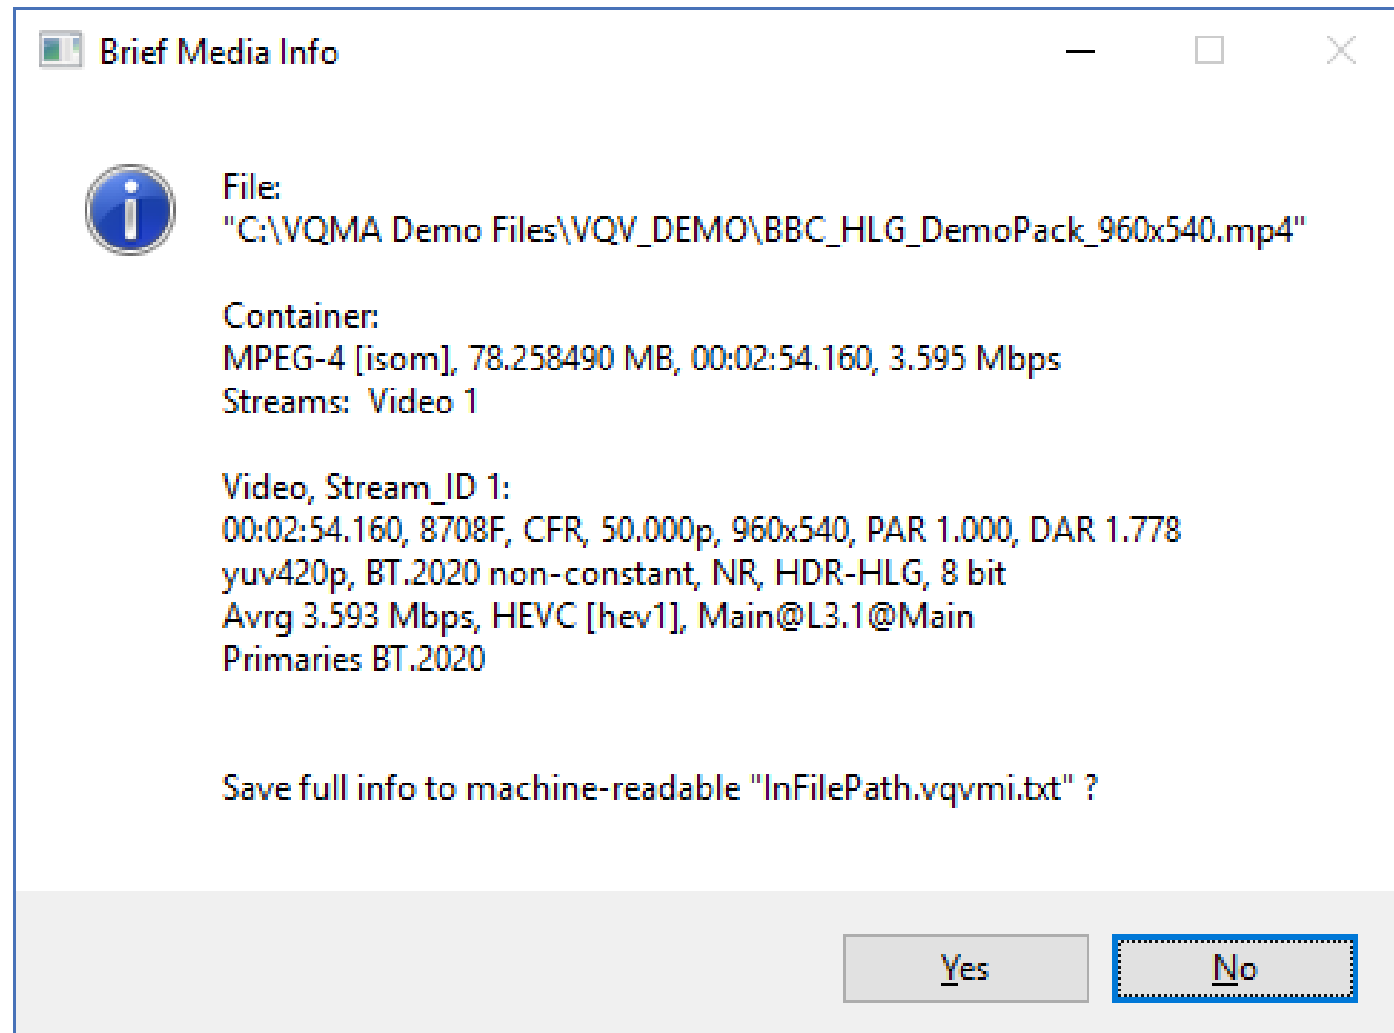 Brief Media Info
File:
"C:\VQMA Demo Files\VQV_DEMO\BBC_HLG_DemoPack_960x540.mp4"
Container:
MPEG-4 [isom], 78.258490 MB, 00:02:54.160, 3.595 Mbps
Streams:  Video 1
Video, Stream_ID 1:
00:02:54.160, 8708F, CFR, 50.000p, 960x540, PAR 1.000, DAR 1.778
yuv420p, BT.2020 non-constant, NR, HDR-HLG, 8 bit
Avrg 3.593 Mbps, HEVC [hev1], Main@L3.1@Main
Primaries BT.2020
Save full info to machine-readable "InFilePath.vqvmi.txt" ?
Yes No